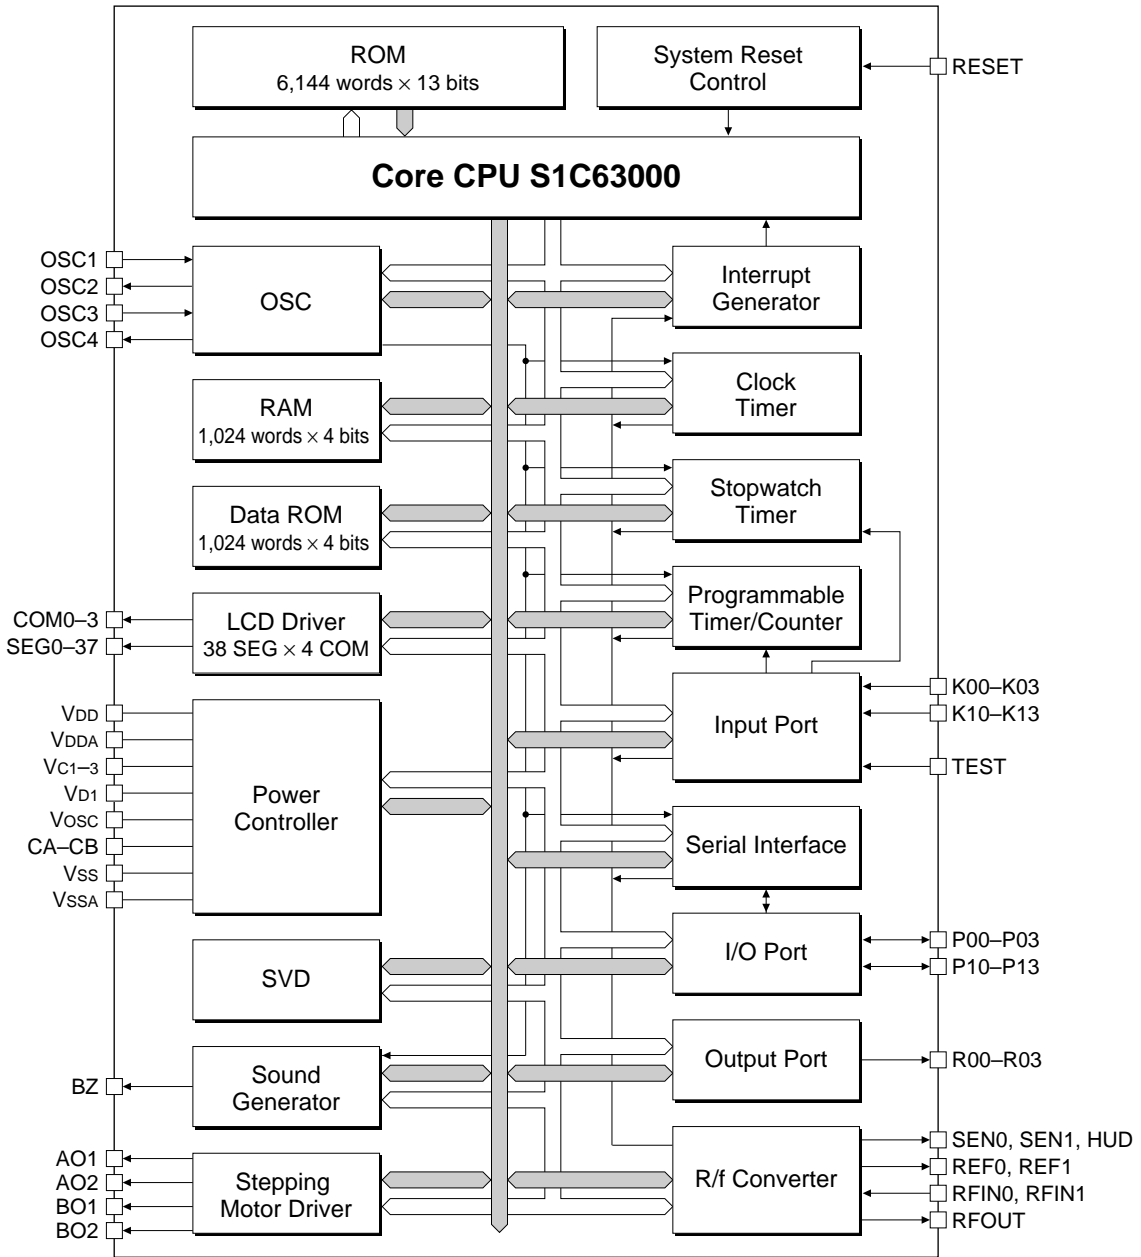 ROM
6,144 words × 13 bits
System Reset
Control
RESET
Core CPU S1C63000
OSC1
OSC2
OSC3
OSC4
OSC
Interrupt
Generator
RAM
1,024 words × 4 bits
Clock
Timer
Data ROM
1,024 words × 4 bits
Stopwatch
Timer
COM0–3
SEG0–37
LCD Driver
38 SEG × 4 COM
Programmable
Timer/Counter
VDD
VDDA
VC1–3
VD1
VOSC
CA–CB
VSS
VSSA
Power
Controller
Input Port
K00–K03
K10–K13
TEST
Serial Interface
SVD
I/O Port
P00–P03
P10–P13
BZ
Sound
Generator
Output Port
R00–R03
AO1
AO2
BO1
BO2
Stepping
Motor Driver
R/f Converter
SEN0, SEN1, HUD
REF0, REF1
RFIN0, RFIN1
RFOUT